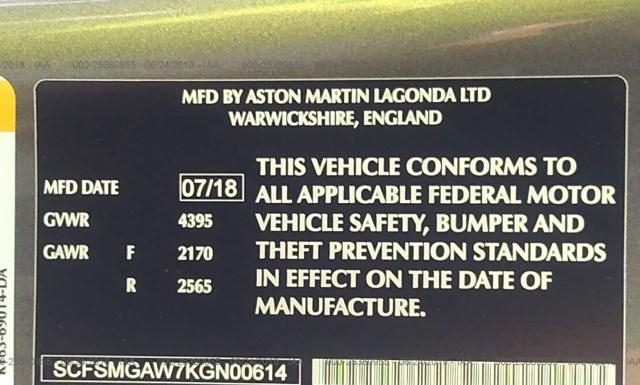 MFD BY ASTON MARTIN LAGONDA LTD
WARWICKSHIRE, ENGLAND
MFD DATE 07/18
GVWR 4395
GAWR F 2170
R 2565
THIS VEHICLE CONFORMS TO
ALL APPLICABLE FEDERAL MOTOR
VEHICLE SAFETY, BUMPER AND
THEFT PREVENTION STANDARDS
IN EFFECT ON THE DATE OF
MANUFACTURE.
SCFSMGAW7KGN00614